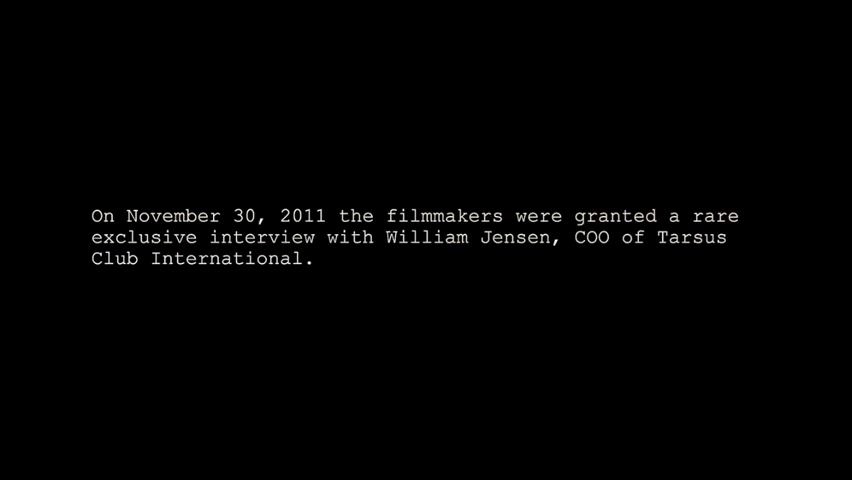 On November 30, 2011 the filmmakers were granted a rare
exclusive interview with William Jensen, COO of Tarsus
Club International.